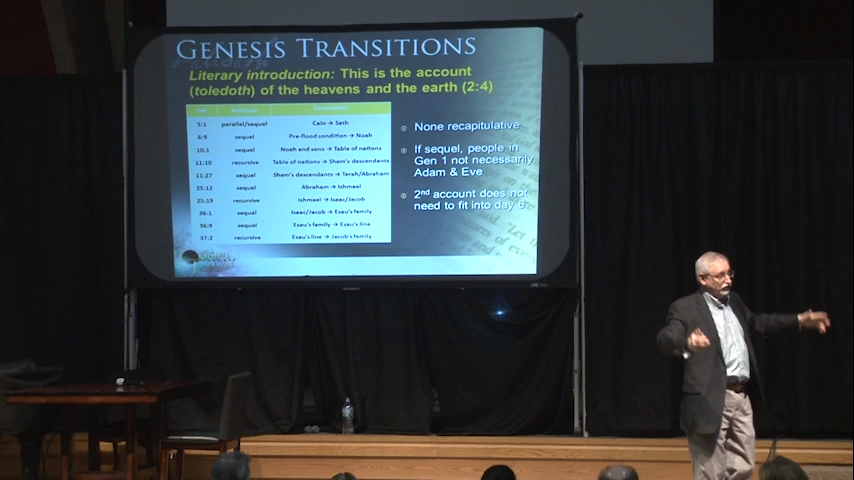 GENESIS TRANSITIONS
Literary introduction: This is the account
(toledoth) of the heavens and the earth (2:4)
5:1 parallel/sequel Cain → Seth
6:9 sequel Pre-flood condition → Noah
10:1 sequel Noah and sons → Table of nations
11:10 recursive Table of nations → Shem's descendants
11:27 sequel Shem's descendants → Terah/Abraham
25:12 sequel Abraham → Ishmael
25:19 recursive Ishmael → Isaac/Jacob
36:1 sequel Isaac/Jacob → Esau's family
36:9 sequel Esau's family → Esau's line
37:2 recursive Esau's line → Jacob's family
None recapitulative
If sequel, people in
Gen 1 not necessarily
Adam & Eve
2nd account does not
need to fit into day 6.